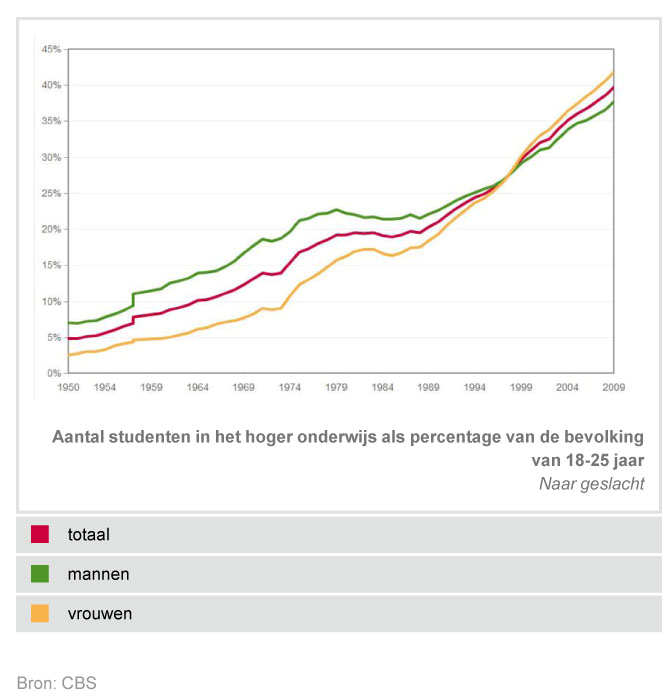 45%
40%
35%
30%
25%
20%
15%
10%
5%
0%
1950 1954 1959 1964 1969 1974 1979 1984 1989 1994 1999 2004 2009
Aantal studenten in het hoger onderwijs als percentage van de bevolking
van 18-25 jaar
Naar geslacht
totaal
mannen
vrouwen
Bron: CBS